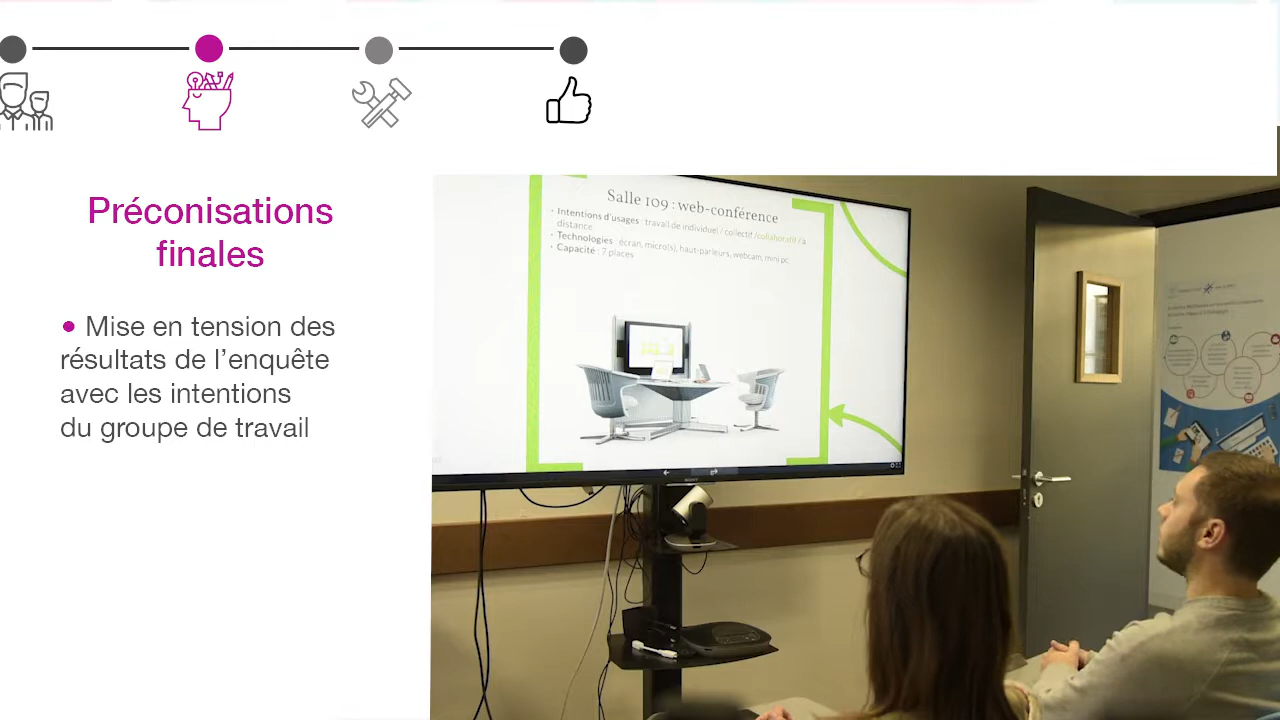 Préconisations
finales
• Mise en tension des
résultats de l'enquête
avec les intentions
du groupe de travail
Salle 109 : web-conférence
• Intentions d'usages : travail de individuel / collectif /collaboratif / à
distance
• Technologies : écran, micro(s), haut-parleurs, webcam, mini pc
• Capacité : 7 places
SONY